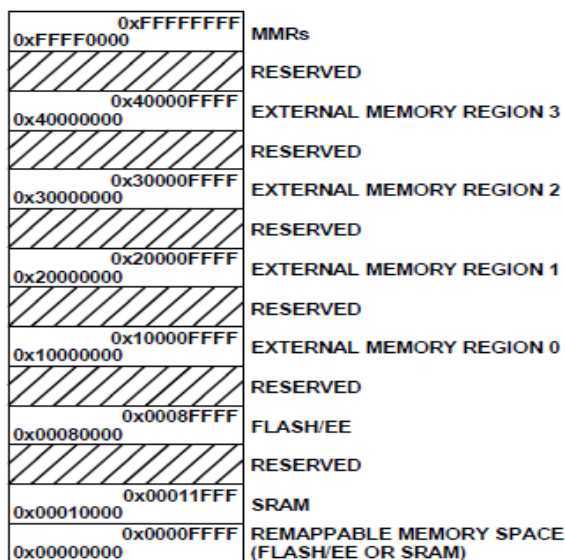 0xFFFFFFFF
0xFFFF0000 MMRs
RESERVED
0x40000FFFF
0x40000000 EXTERNAL MEMORY REGION 3
RESERVED
0x30000FFFF
0x30000000 EXTERNAL MEMORY REGION 2
RESERVED
0x20000FFFF
0x20000000 EXTERNAL MEMORY REGION 1
RESERVED
0x10000FFFF
0x10000000 EXTERNAL MEMORY REGION 0
RESERVED
0x0008FFFF
0x00080000 FLASH/EE
RESERVED
0x00011FFF
0x00010000 SRAM
0x0000FFFF REMAPPABLE MEMORY SPACE
0x00000000 (FLASH/EE OR SRAM)